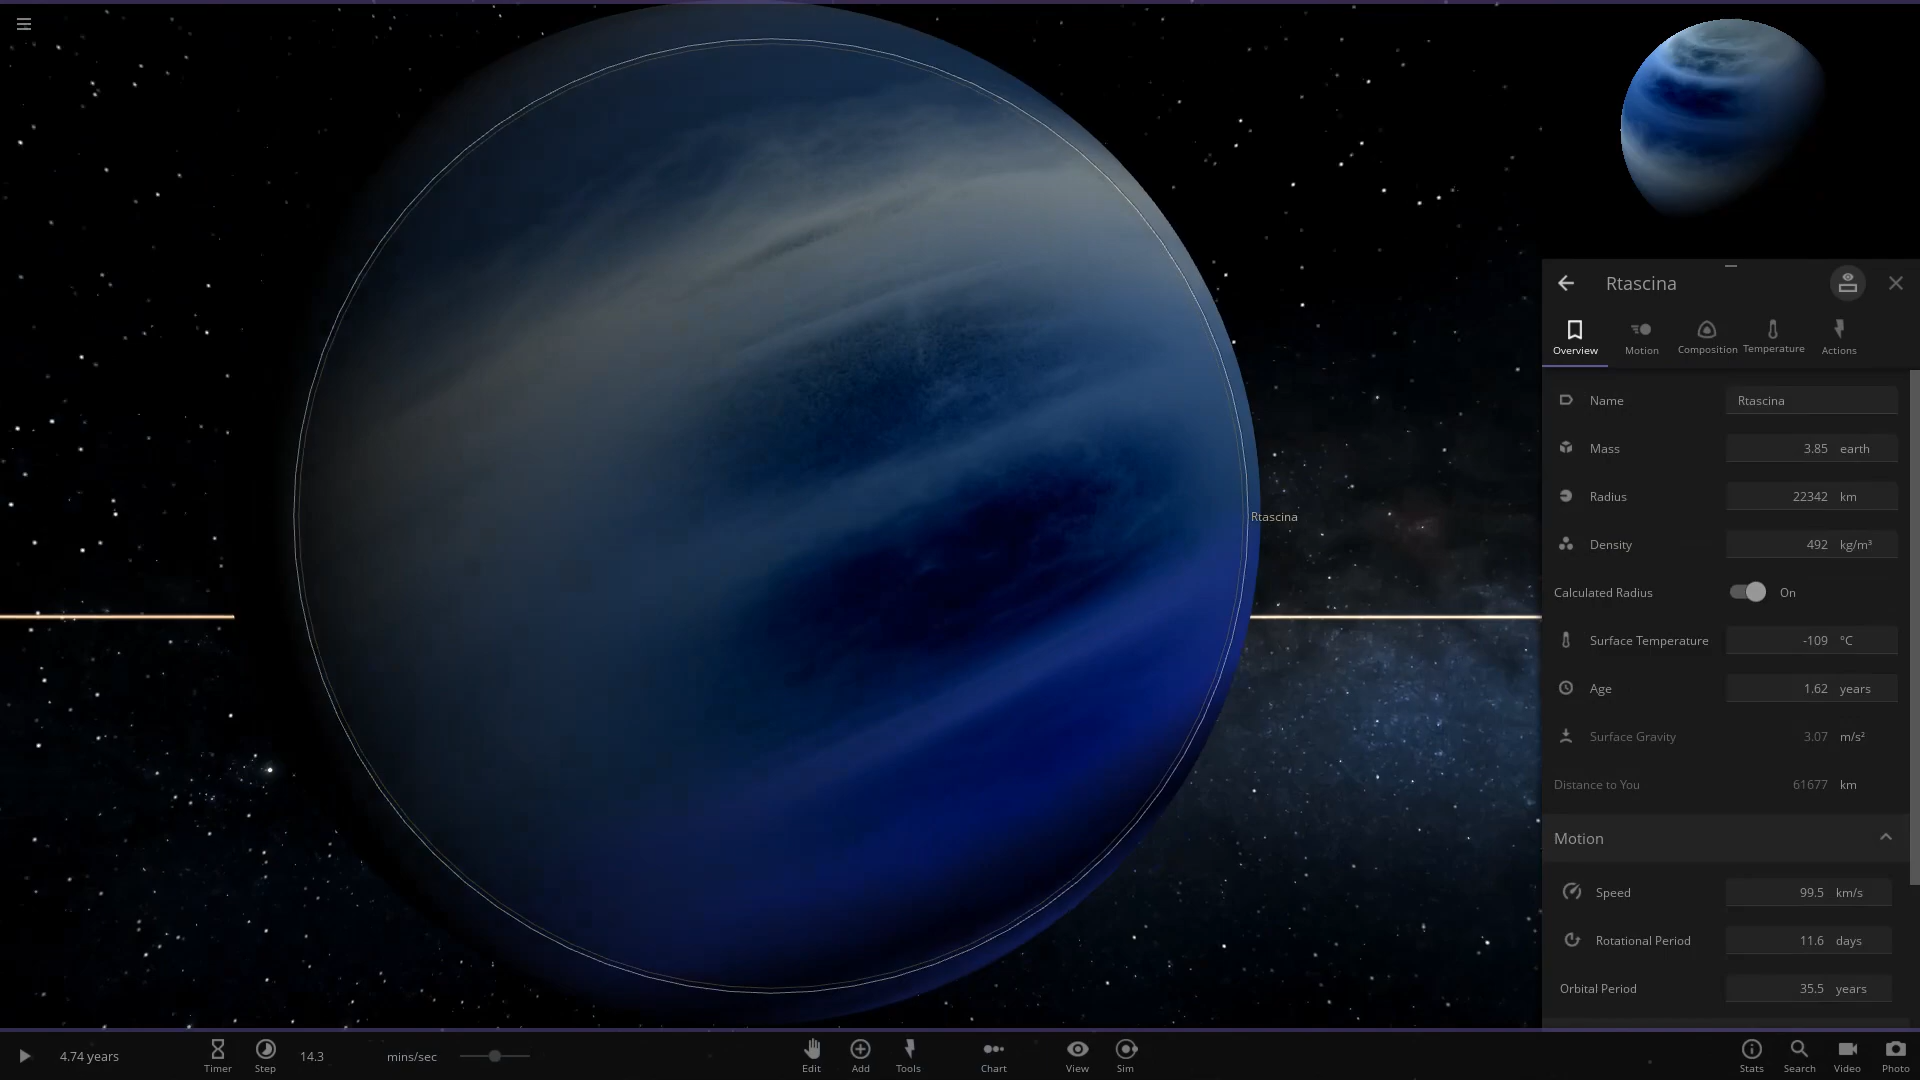 Rtascina
Overview
Motion
Composition
Temperature
Actions
Name Rtascina
Mass 3.85 earth
Radius 22342 km
Rtascina
Density 492 kg/m³
Calculated Radius On
Surface Temperature -109 °C
Age 1.62 years
Surface Gravity 3.07 m/s²
Distance to You 61677 km
Motion
Speed 99.5 km/s
Rotational Period 11.6 days
Orbital Period 35.5 years
4.74 years
Timer
Step
14.3 mins/sec
Edit
Add
Tools
Chart
View
Sim
Stats
Search
Video
Photo